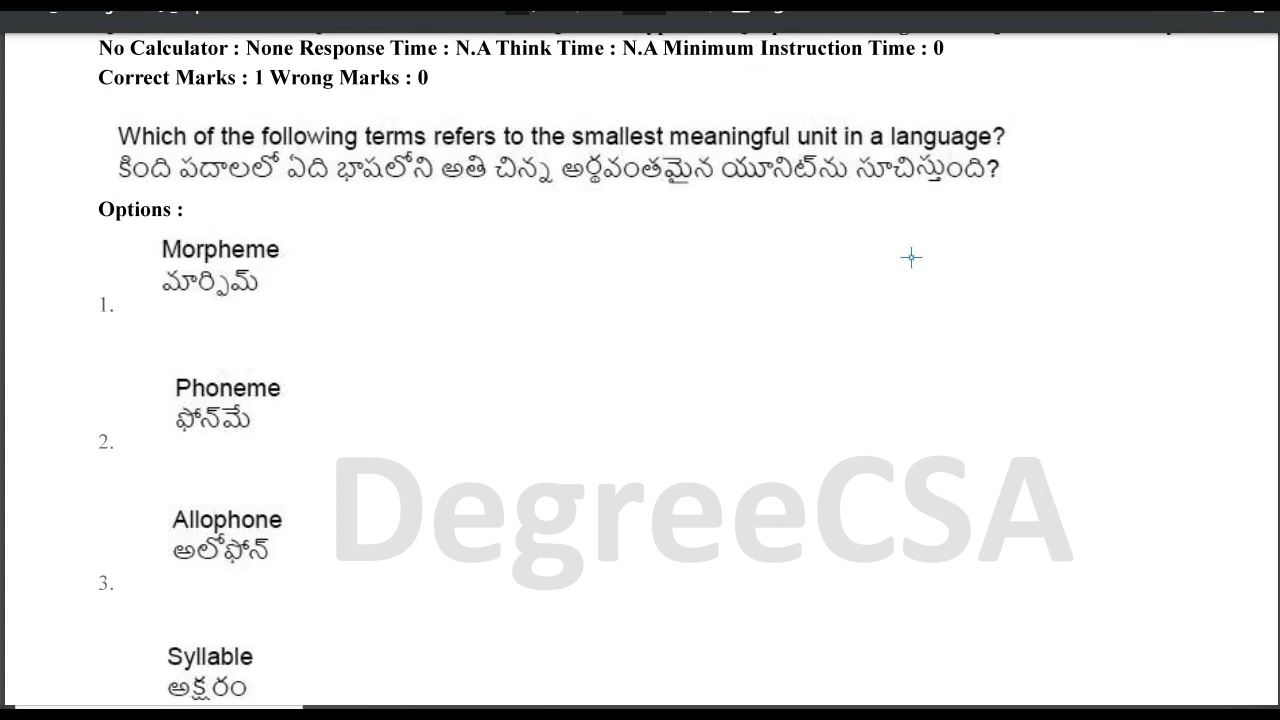 No Calculator : None Response Time : N.A Think Time : N.A Minimum Instruction Time : 0
Correct Marks : 1 Wrong Marks : 0
Which of the following terms refers to the smallest meaningful unit in a language?
కింది పదాలలో ఏది భాషలోని అతి చిన్న అర్థవంతమైన యూనిట్‌ను సూచిస్తుంది?
Options :
Morpheme
మార్ఫిమ్
1.
Phoneme
ఫోన్‌మే
2.
DegreeCSA
Allophone
అలోఫోన్
3.
Syllable
అక్షరం